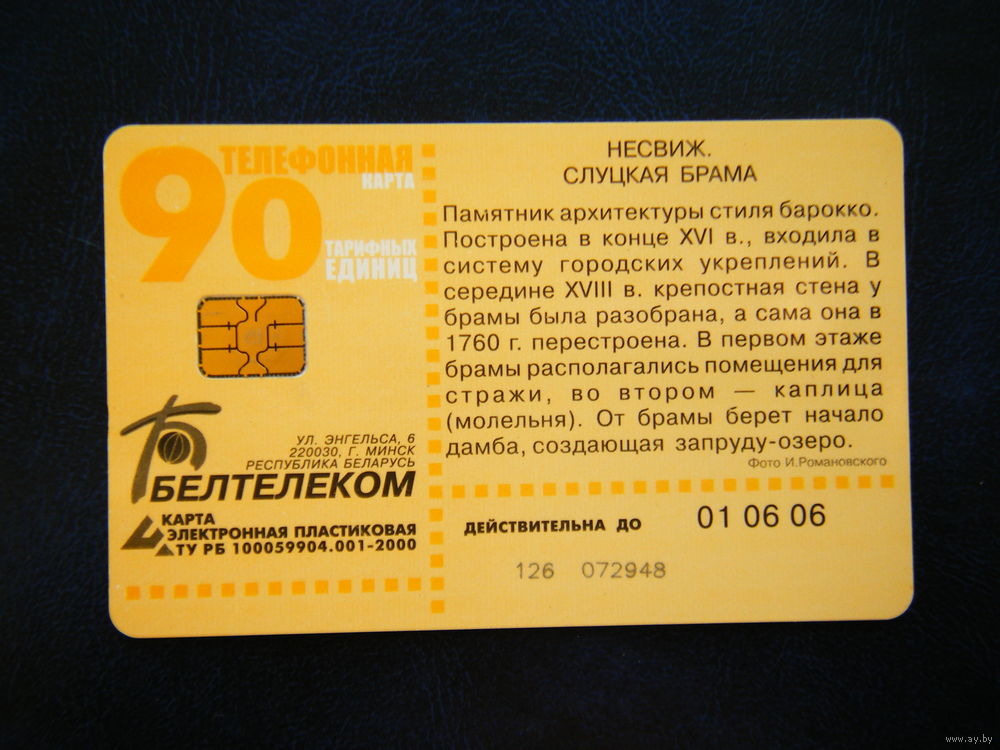 90
ТЕЛЕФОННАЯ
КАРТА
ТАРИФНЫХ
ЕДИНИЦ
УЛ. ЭНГЕЛЬСА, 6
220030, Г. МИНСК
РЕСПУБЛИКА БЕЛАРУСЬ
БЕЛТЕЛЕКОМ
КАРТА
ЭЛЕКТРОННАЯ ПЛАСТИКОВАЯ
ТУ РБ 100059904.001-2000
НЕСВИЖ.
СЛУЦКАЯ БРАМА
Памятник архитектуры стиля барокко.
Построена в конце XVI в., входила в
систему городских укреплений. В
середине XVIII в. крепостная стена у
брамы была разобрана, а сама она в
1760 г. перестроена. В первом этаже
брамы располагались помещения для
стражи, во втором — каплица
(молельня). От брамы берет начало
дамба, создающая запруду-озеро.
Фото И.Романовского
ДЕЙСТВИТЕЛЬНА ДО 01 06 06
126 072948
www.ay.by